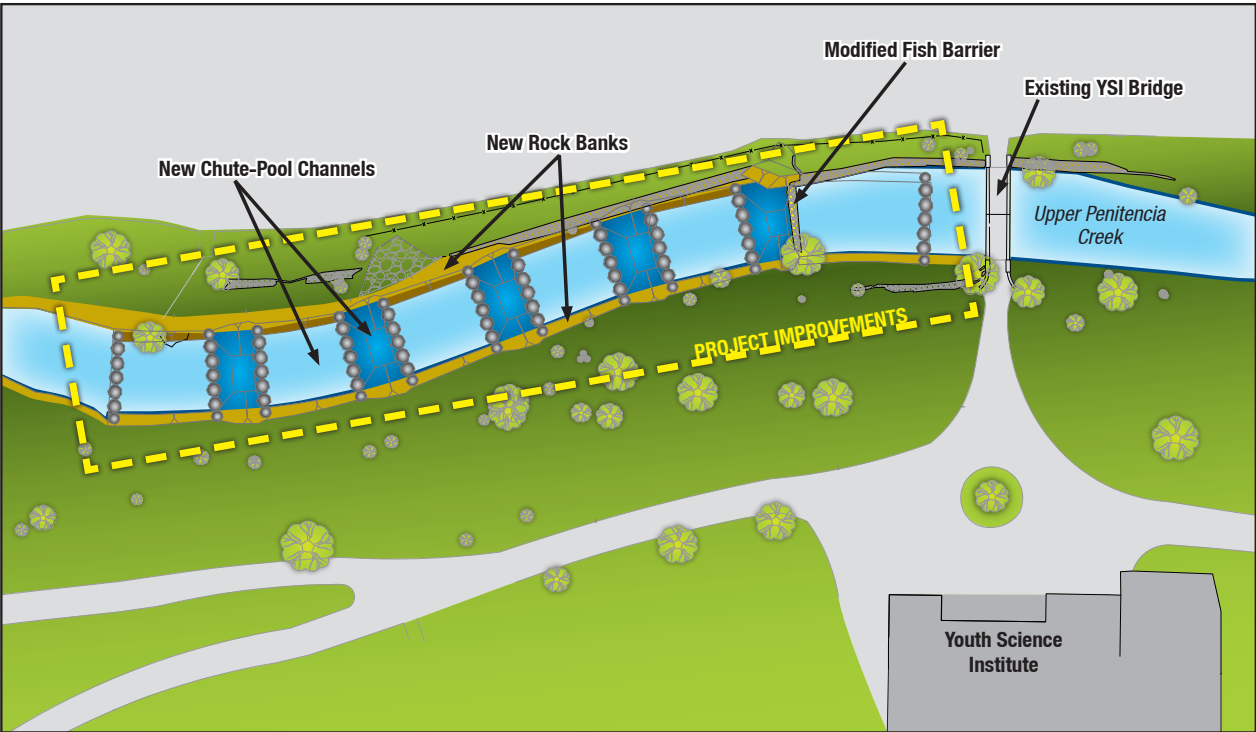 Modified Fish Barrier
Existing YSI Bridge
New Rock Banks
New Chute-Pool Channels
Upper Penitencia
Creek
PROJECT IMPROVEMENTS
Youth Science
Institute